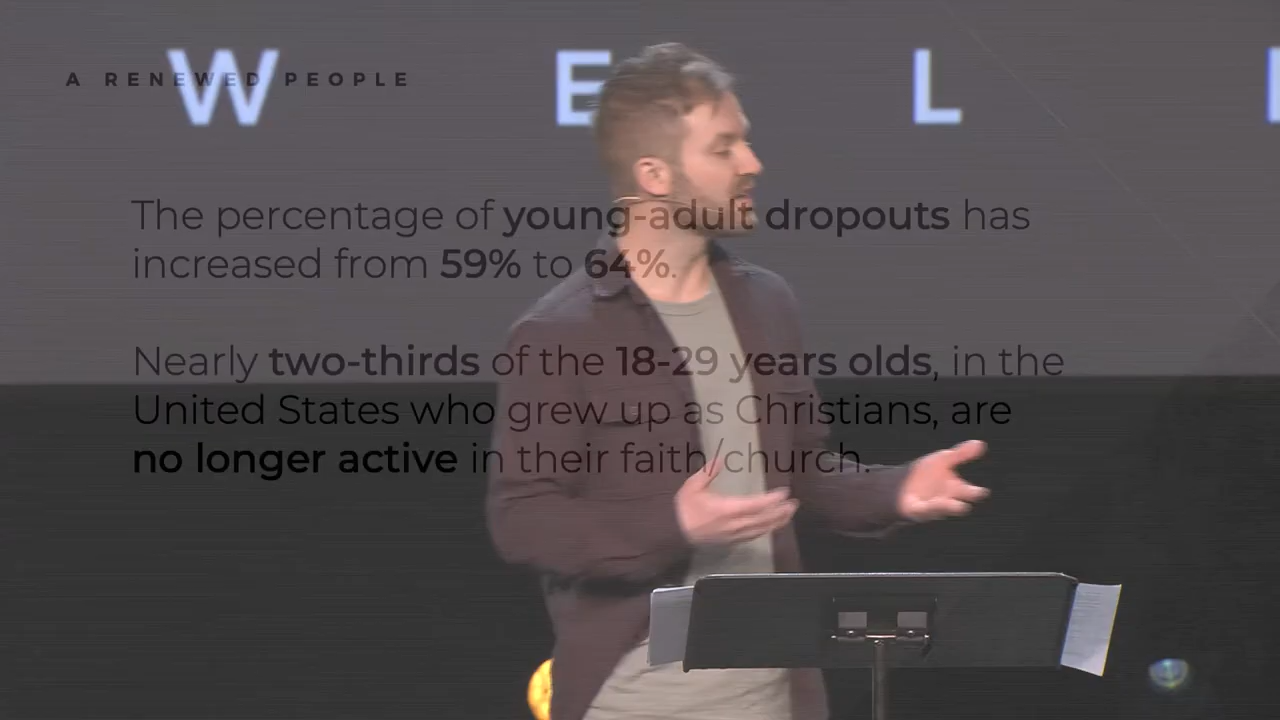 W E L
A RENEWED PEOPLE
The percentage of young-adult dropouts has
increased from 59% to 64%.
Nearly two-thirds of the 18-29 years olds, in the
United States who grew up as Christians, are
no longer active in their faith/church.